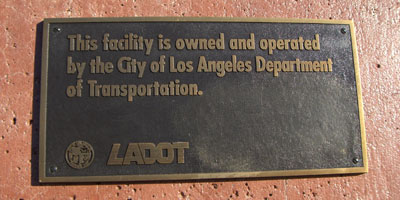 This facility is owned and operated
by the City of Los Angeles Department
of Transportation.
LADOT